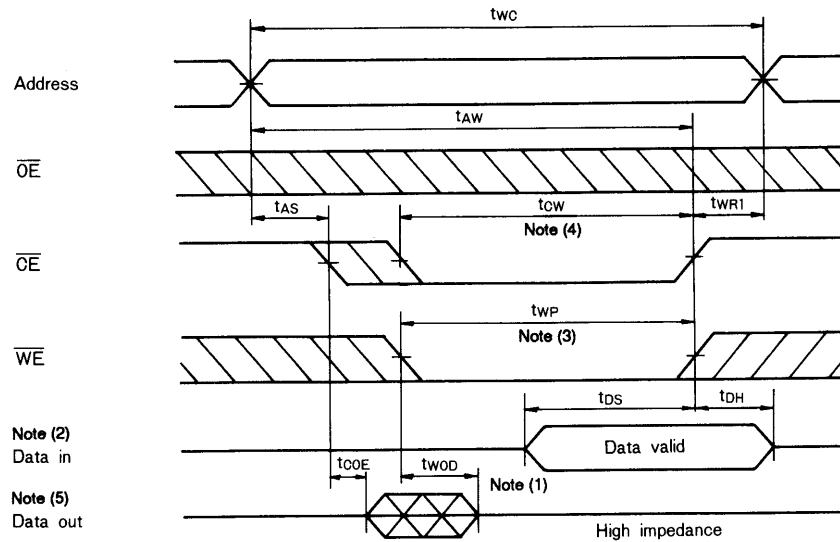 tWC
Address
tAW
OE
tAS
tCW
tWR1
Note (4)
CE
tWP
Note (3)
WE
tDS
tDH
Note (2)
Data in
Data valid
tCOE
tWOD
Note (1)
Note (5)
Data out
High impedance